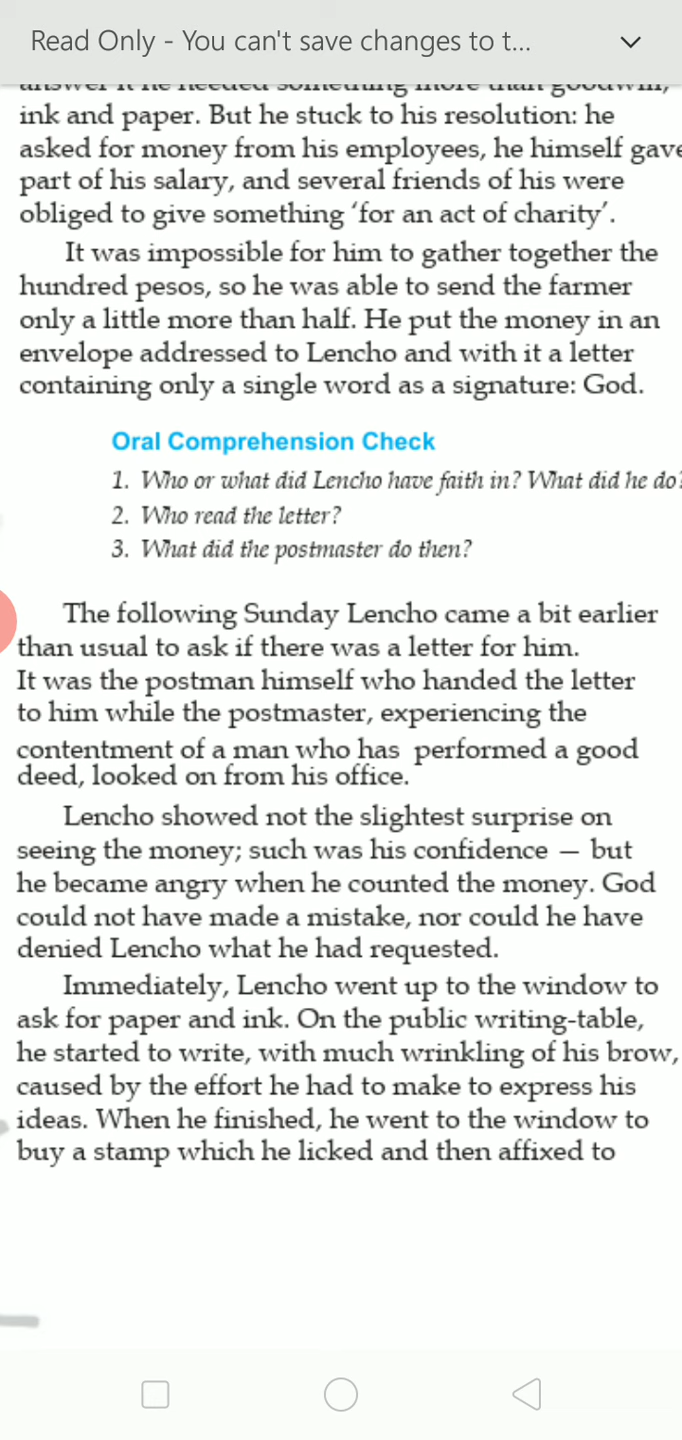 Read Only - You can't save changes to t...
answer it he needed something more than goodwill,
ink and paper. But he stuck to his resolution: he
asked for money from his employees, he himself gave
part of his salary, and several friends of his were
obliged to give something ‘for an act of charity’.
It was impossible for him to gather together the
hundred pesos, so he was able to send the farmer
only a little more than half. He put the money in an
envelope addressed to Lencho and with it a letter
containing only a single word as a signature: God.
Oral Comprehension Check
1. Who or what did Lencho have faith in? What did he do?
2. Who read the letter?
3. What did the postmaster do then?
The following Sunday Lencho came a bit earlier
than usual to ask if there was a letter for him.
It was the postman himself who handed the letter
to him while the postmaster, experiencing the
contentment of a man who has performed a good
deed, looked on from his office.
Lencho showed not the slightest surprise on
seeing the money; such was his confidence — but
he became angry when he counted the money. God
could not have made a mistake, nor could he have
denied Lencho what he had requested.
Immediately, Lencho went up to the window to
ask for paper and ink. On the public writing-table,
he started to write, with much wrinkling of his brow,
caused by the effort he had to make to express his
ideas. When he finished, he went to the window to
buy a stamp which he licked and then affixed to